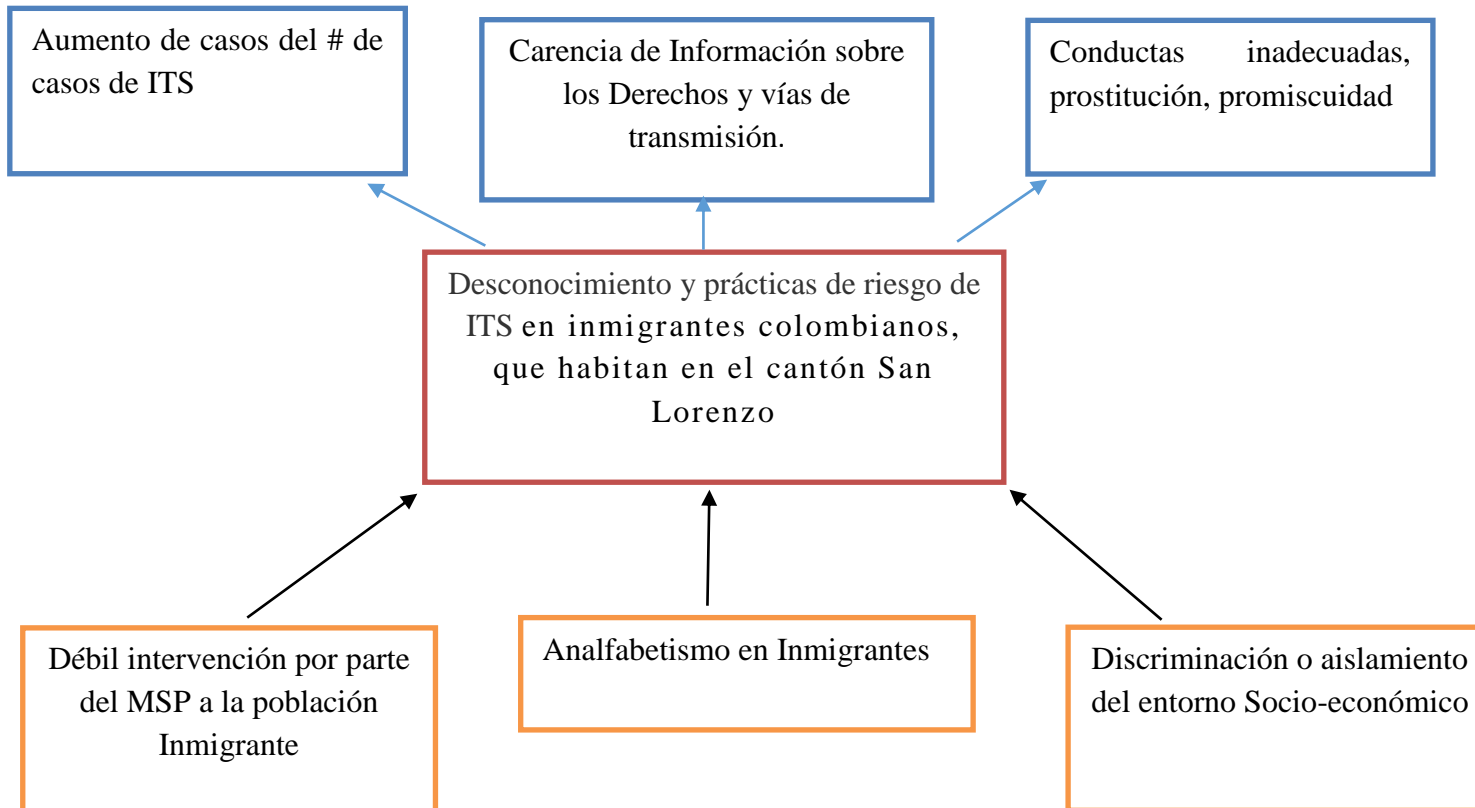 Aumento de casos del # de
casos de ITS
Carencia de Información sobre
los Derechos y vías de
transmisión.
Conductas inadecuadas,
prostitución, promiscuidad
Desconocimiento y prácticas de riesgo de
ITS en inmigrantes colombianos,
que habitan en el cantón San
Lorenzo
Débil intervención por parte
del MSP a la población
Inmigrante
Analfabetismo en Inmigrantes
Discriminación o aislamiento
del entorno Socio-económico